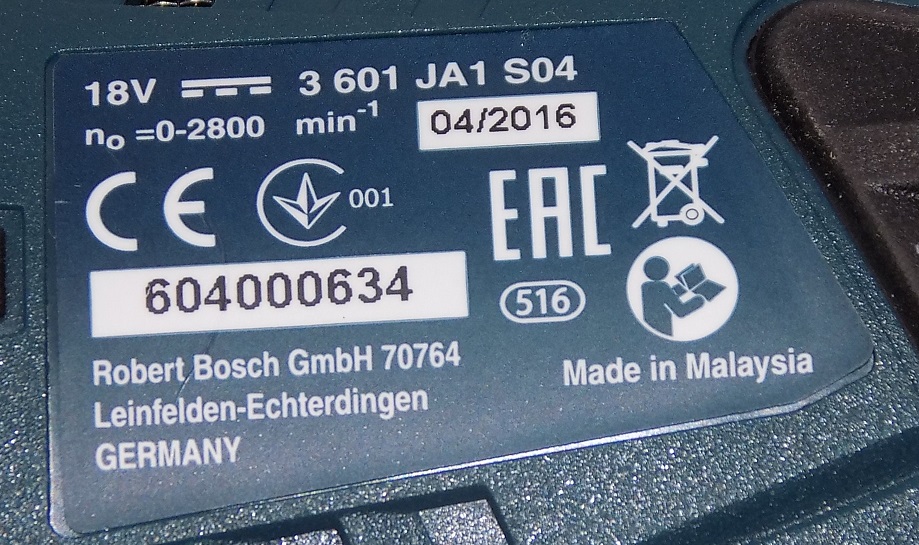 18V 3 601 JA1 S04
n₀ =0-2800 min⁻¹ 04/2016
CE 001 EAC
604000634 516
Robert Bosch GmbH 70764
Made in Malaysia
Leinfelden-Echterdingen
GERMANY